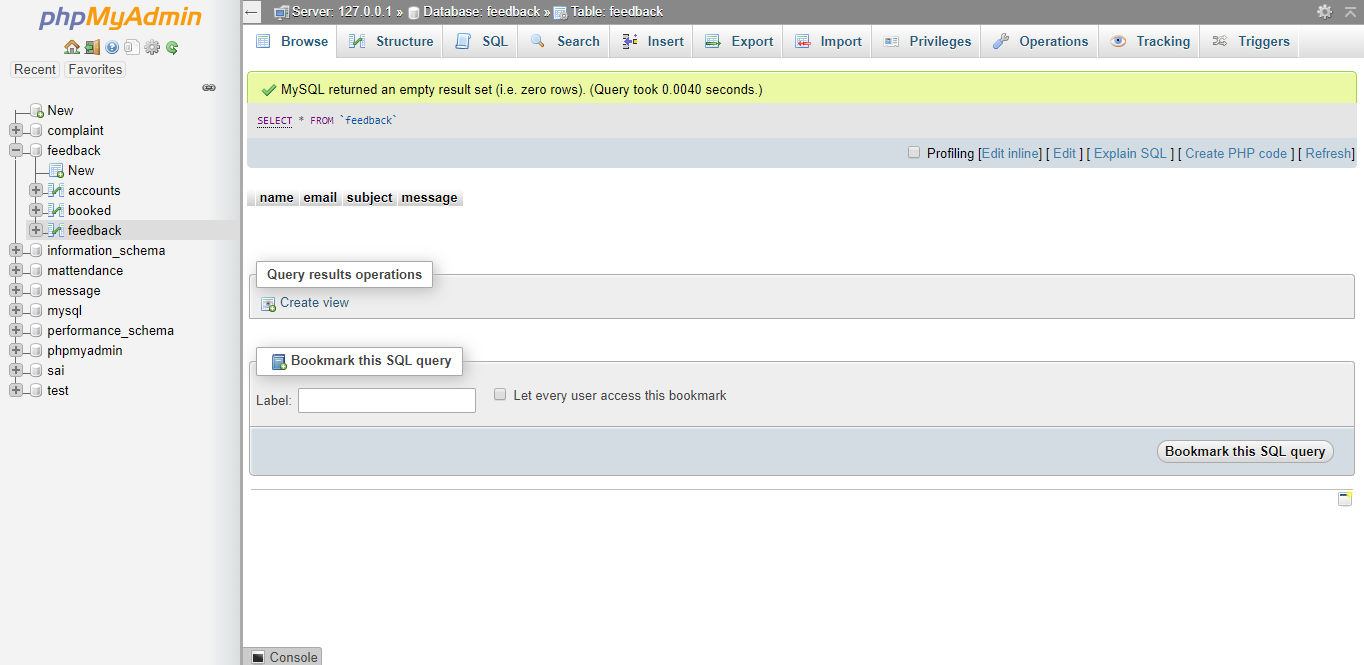 phpMyAdmin
Recent Favorites
New
complaint
feedback
New
accounts
booked
feedback
information_schema
mattendance
message
mysql
performance_schema
phpmyadmin
sai
test
Server: 127.0.0.1 » Database: feedback » Table: feedback
Browse Structure SQL Search Insert Export Import Privileges Operations Tracking Triggers
MySQL returned an empty result set (i.e. zero rows). (Query took 0.0040 seconds.)
SELECT * FROM `feedback`
Profiling [Edit inline] [ Edit ] [ Explain SQL ] [ Create PHP code ] [ Refresh]
name email subject message
Query results operations
Create view
Bookmark this SQL query
Label: Let every user access this bookmark
Bookmark this SQL query
Console